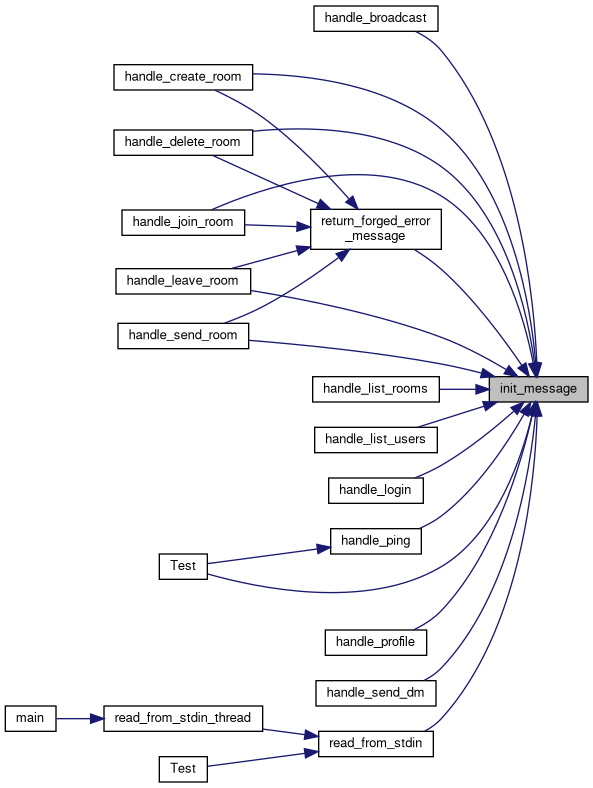 handle_broadcast
handle_create_room
handle_delete_room
handle_join_room
return_forged_error
_message
handle_leave_room
handle_send_room
init_message
handle_list_rooms
handle_list_users
handle_login
handle_ping
Test
handle_profile
handle_send_dm
main
read_from_stdin_thread
read_from_stdin
Test